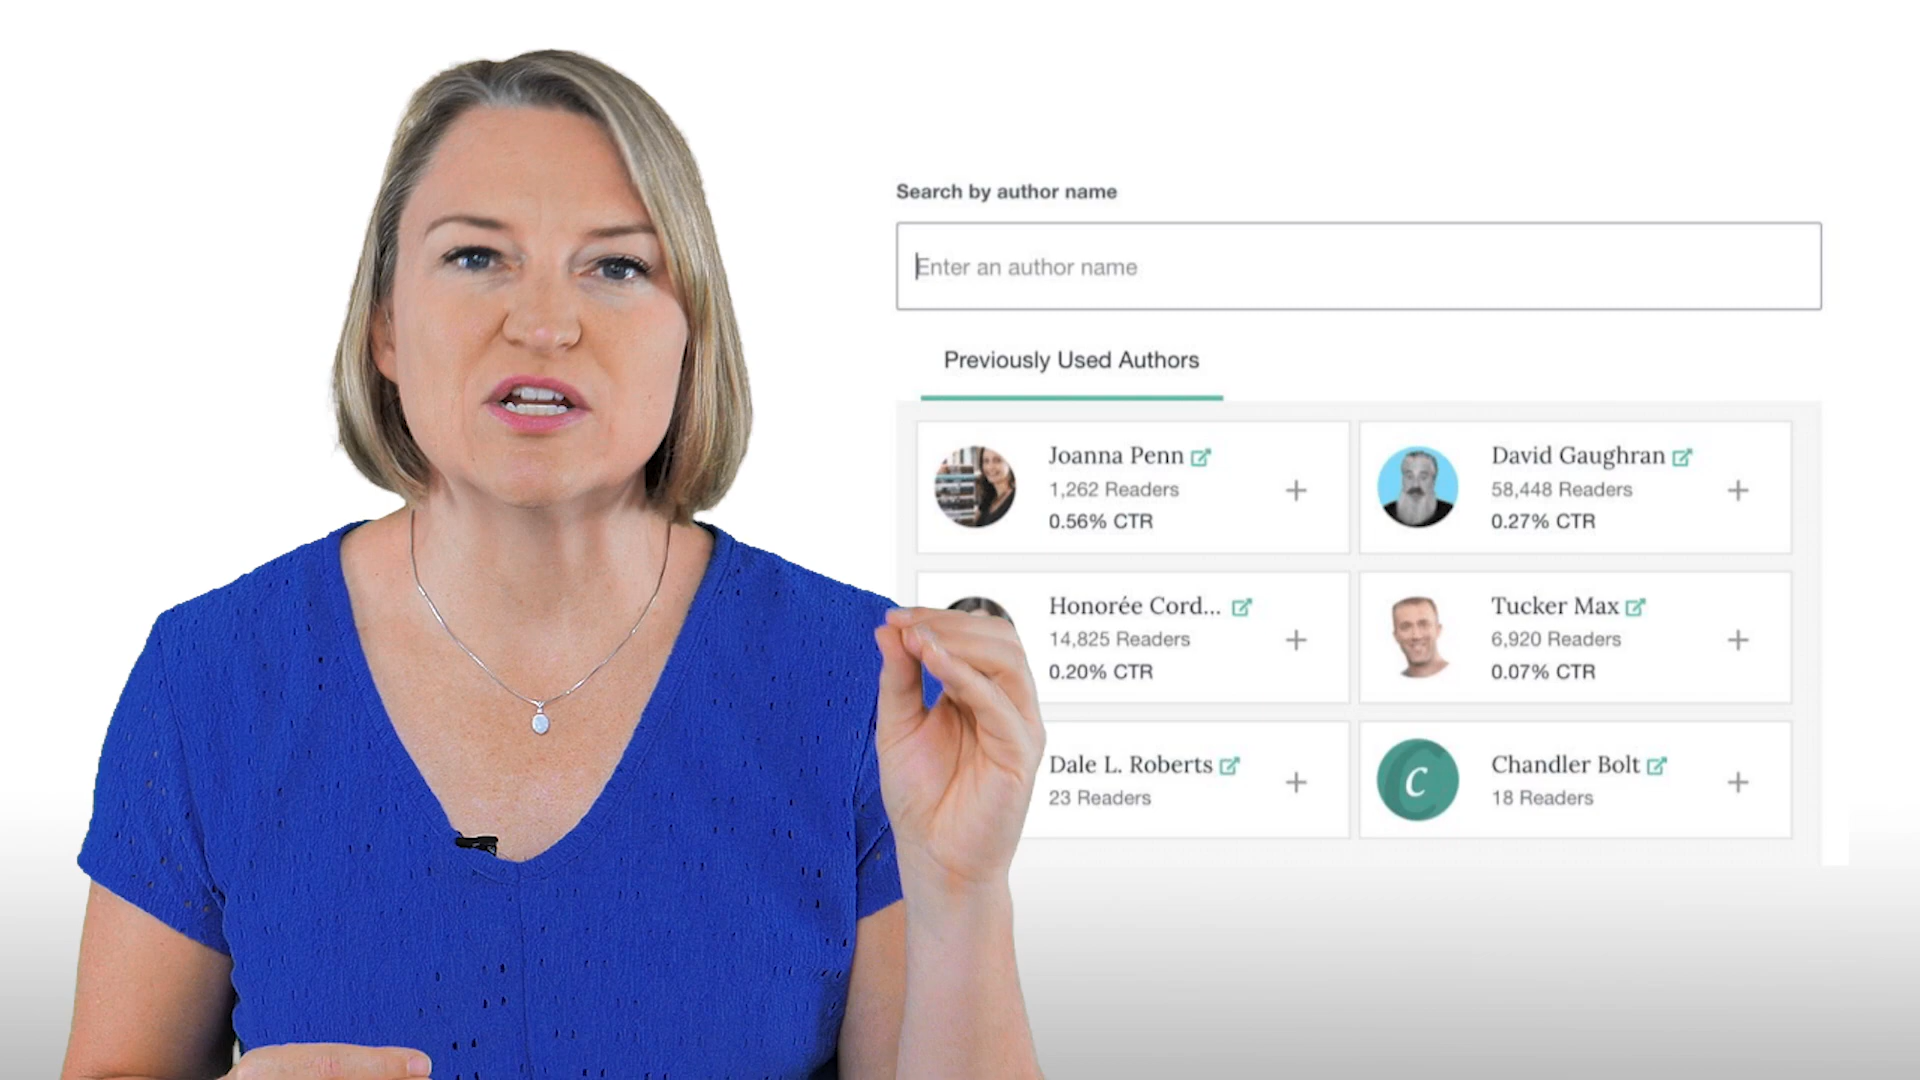 Search by author name
Enter an author name
Previously Used Authors
Joanna Penn
1,262 Readers
0.56% CTR
David Gaughran
58,448 Readers
0.27% CTR
Honorée Cord...
14,825 Readers
0.20% CTR
Tucker Max
6,920 Readers
0.07% CTR
Dale L. Roberts
23 Readers
C
Chandler Bolt
18 Readers